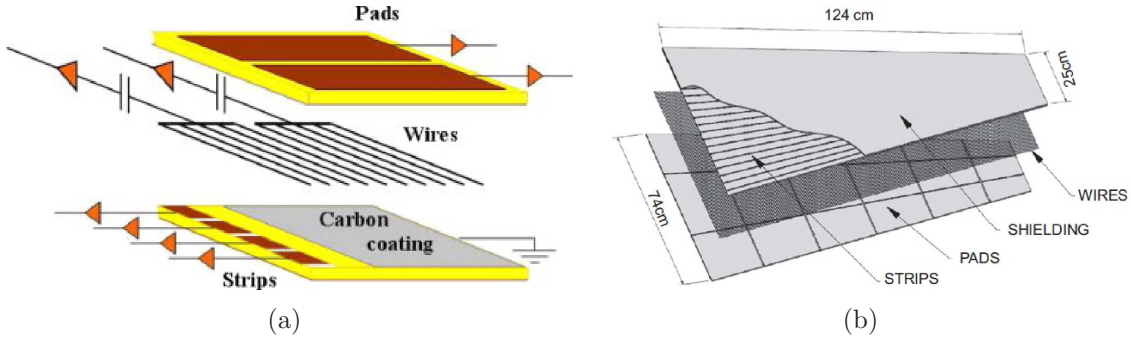 Pads
Wires
Carbon
coating
Strips
(a)
124 cm
25cm
74cm
WIRES
SHIELDING
PADS
STRIPS
(b)